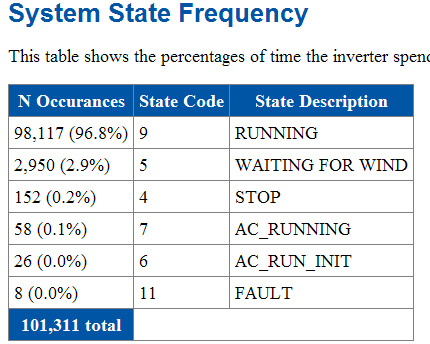 System State Frequency
This table shows the percentages of time the inverter spen
N Occurances State Code State Description
98,117 (96.8%) 9 RUNNING
2,950 (2.9%) 5 WAITING FOR WIND
152 (0.2%) 4 STOP
58 (0.1%) 7 AC_RUNNING
26 (0.0%) 6 AC_RUN_INIT
8 (0.0%) 11 FAULT
101,311 total